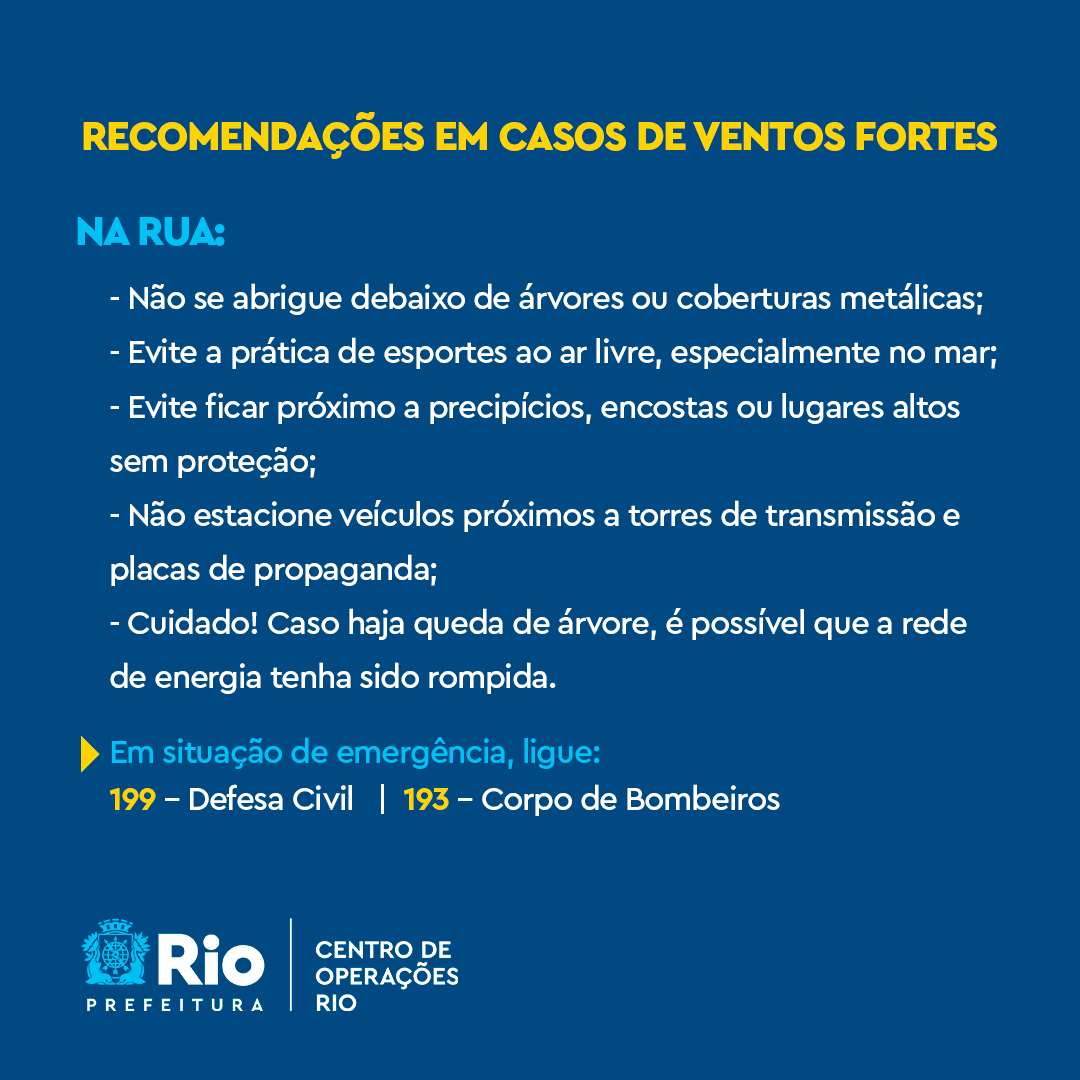 RECOMENDAÇÕES EM CASOS DE VENTOS FORTES
NA RUA:
- Não se abrigue debaixo de árvores ou coberturas metálicas;
- Evite a prática de esportes ao ar livre, especialmente no mar;
- Evite ficar próximo a precipícios, encostas ou lugares altos
sem proteção;
- Não estacione veículos próximos a torres de transmissão e
placas de propaganda;
- Cuidado! Caso haja queda de árvore, é possível que a rede
de energia tenha sido rompida.
Em situação de emergência, ligue:
199 – Defesa Civil | 193 – Corpo de Bombeiros
Rio
PREFEITURA
CENTRO DE
OPERAÇÕES
RIO